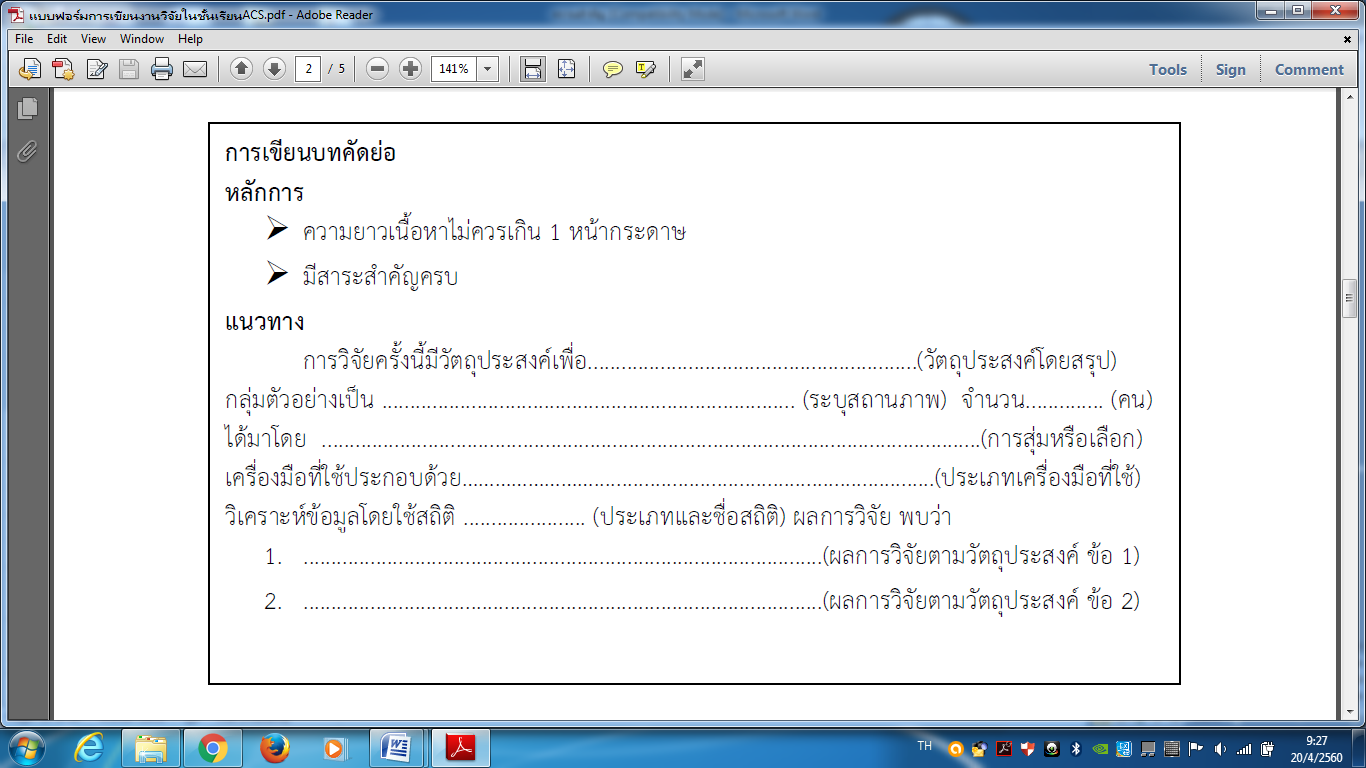 แบบฟอร์มการเขียนงานวิจัยในชั้นเรียนACS.pdf - Adobe Reader
File Edit View Window Help
2 / 5 141% Tools Sign Comment
การเขียนบทคัดย่อ
หลักการ
➢ ความยาวเนื้อหาไม่ควรเกิน 1 หน้ากระดาษ
➢ มีสาระสำคัญครบ
แนวทาง
การวิจัยครั้งนี้มีวัตถุประสงค์เพื่อ............................................................(วัตถุประสงค์โดยสรุป)
กลุ่มตัวอย่างเป็น ........................................................................... (ระบุสถานภาพ) จำนวน.............. (คน)
ได้มาโดย ........................................................................................................................(การสุ่มหรือเลือก)
เครื่องมือที่ใช้ประกอบด้วย.....................................................................................(ประเภทเครื่องมือที่ใช้)
วิเคราะห์ข้อมูลโดยใช้สถิติ ...................... (ประเภทและชื่อสถิติ) ผลการวิจัย พบว่า
1. ..............................................................................................(ผลการวิจัยตามวัตถุประสงค์ ข้อ 1)
2. ..............................................................................................(ผลการวิจัยตามวัตถุประสงค์ ข้อ 2)
TH 9:27
20/4/2560